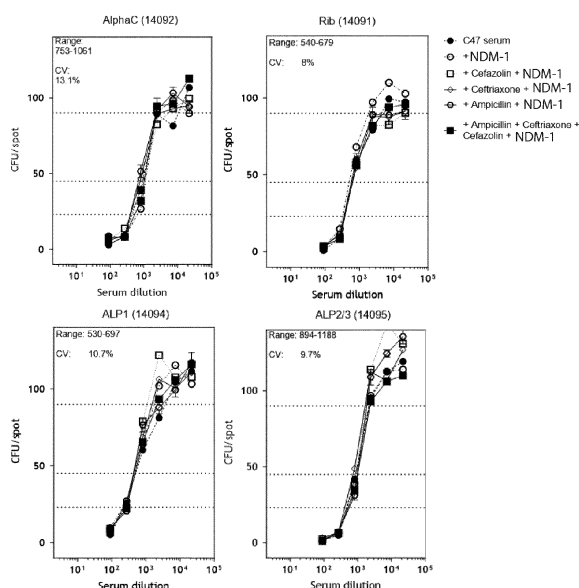 AlphaC (14092)
Range:
753-1061
CV:
13.1%
100
50
0
CFU/spot
10¹ 10² 10³ 10⁴ 10⁵
Serum dilution
Rib (14091)
Range: 540-679
CV: 8%
100
50
0
CFU/spot
10¹ 10² 10³ 10⁴ 10⁵
Serum dilution
C47 serum
+NDM-1
+ Cefazolin + NDM-1
+ Ceftriaxone + NDM-1
+ Ampicillin + NDM-1
+ Ampicillin + Ceftriaxone +
Cefazolin + NDM-1
ALP1 (14094)
Range: 530-697
CV: 10.7%
100
50
0
CFU/spot
10¹ 10² 10³ 10⁴ 10⁵
Serum dilution
ALP2/3 (14095)
Range: 894-1188
CV: 9.7%
100
50
0
CFU/spot
10¹ 10² 10³ 10⁴ 10⁵
Serum dilution